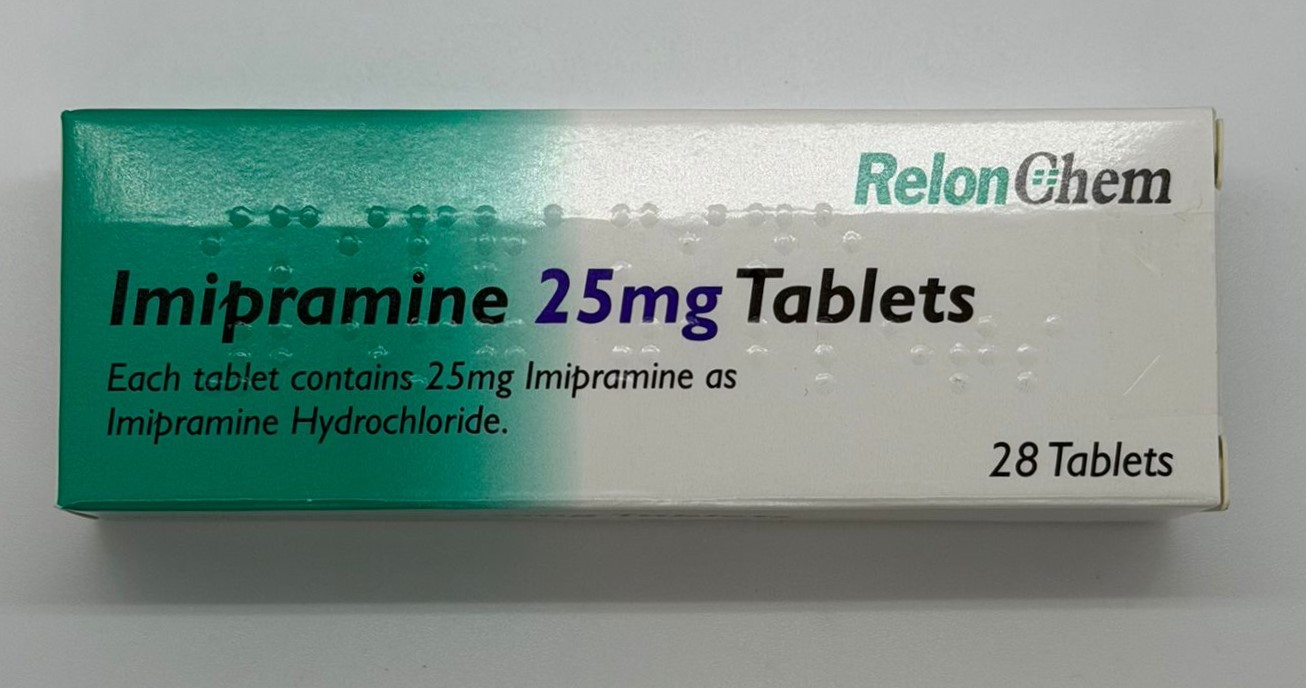 RelonChem
Imipramine 25mg Tablets
Each tablet contains 25mg Imipramine as
Imipramine Hydrochloride.
28 Tablets